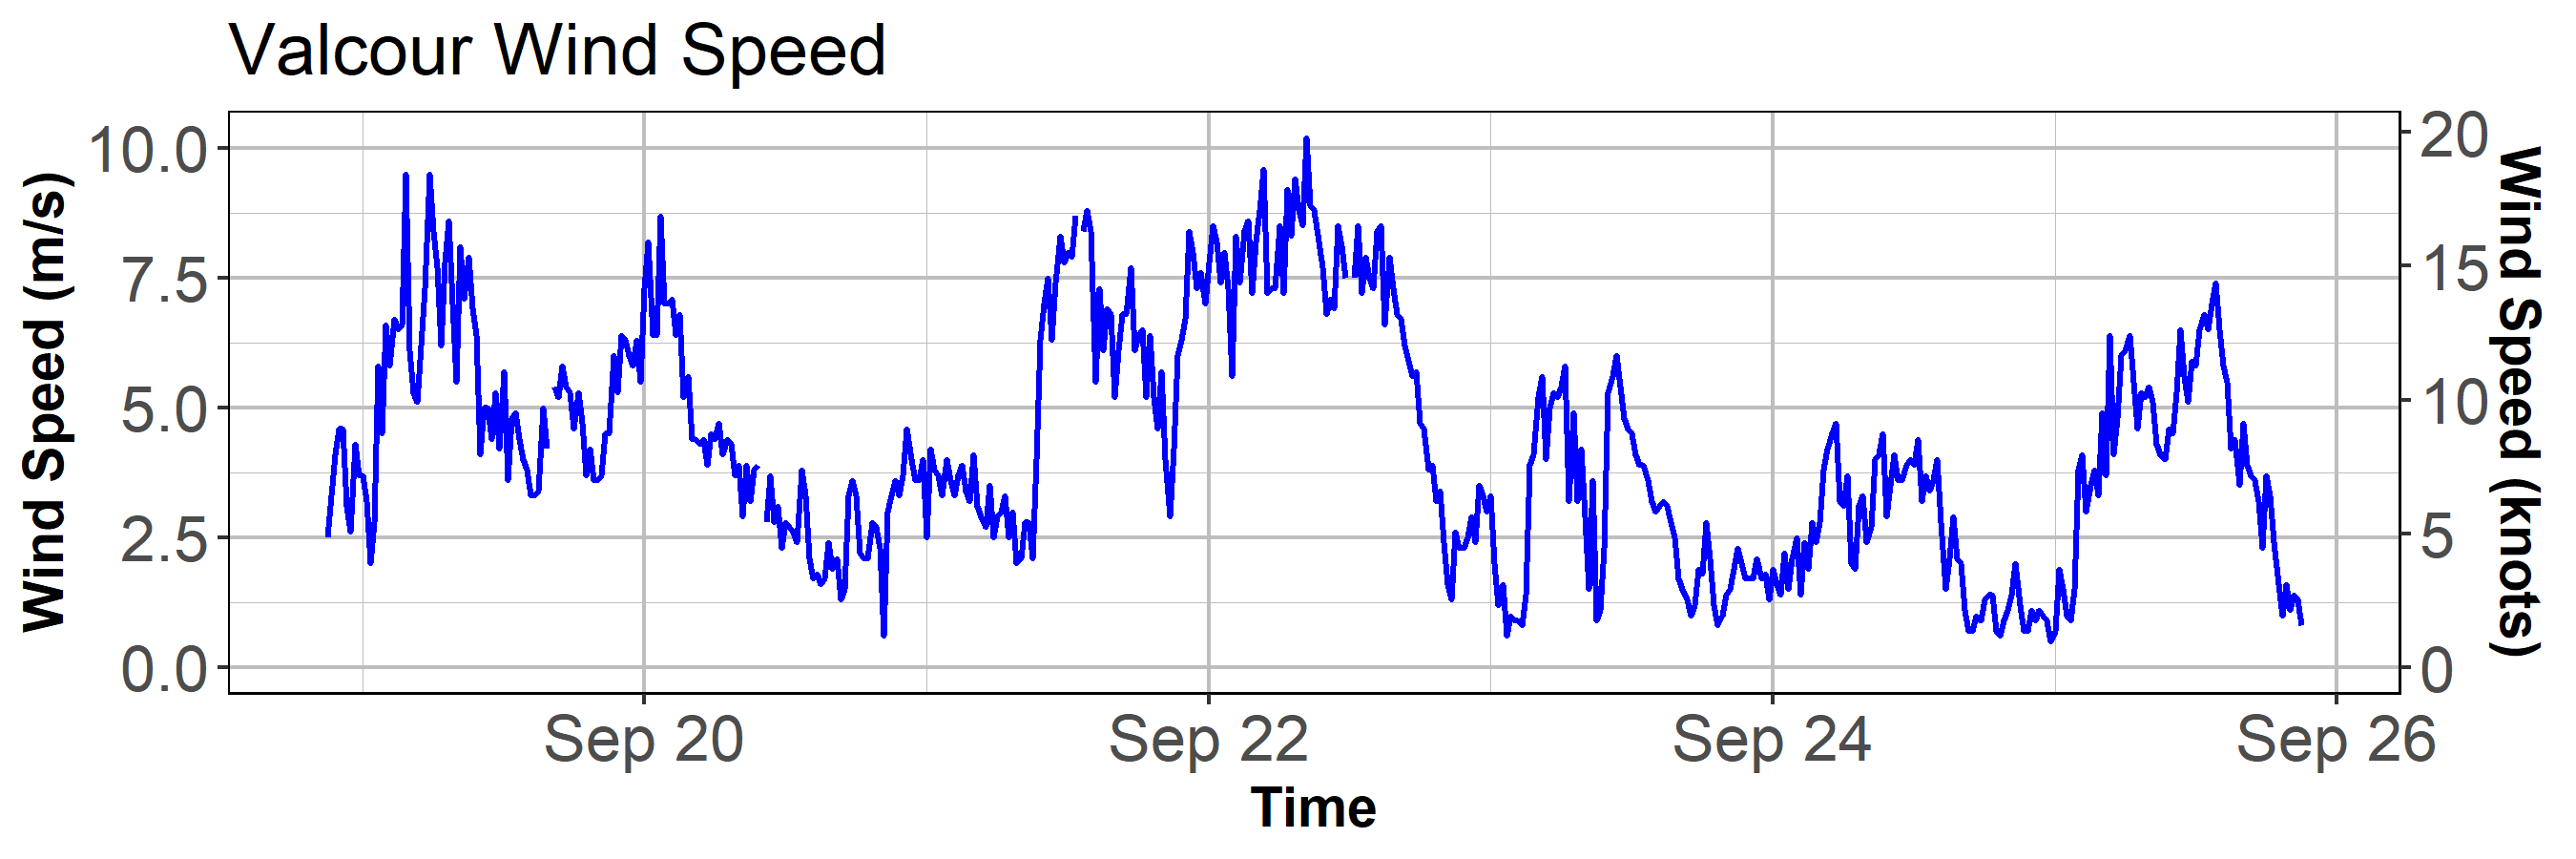 Valcour Wind Speed
Wind Speed (m/s)
10.0
7.5
5.0
2.5
0.0
20
15
10
5
0
Wind Speed (knots)
Sep 20
Sep 22
Sep 24
Sep 26
Time